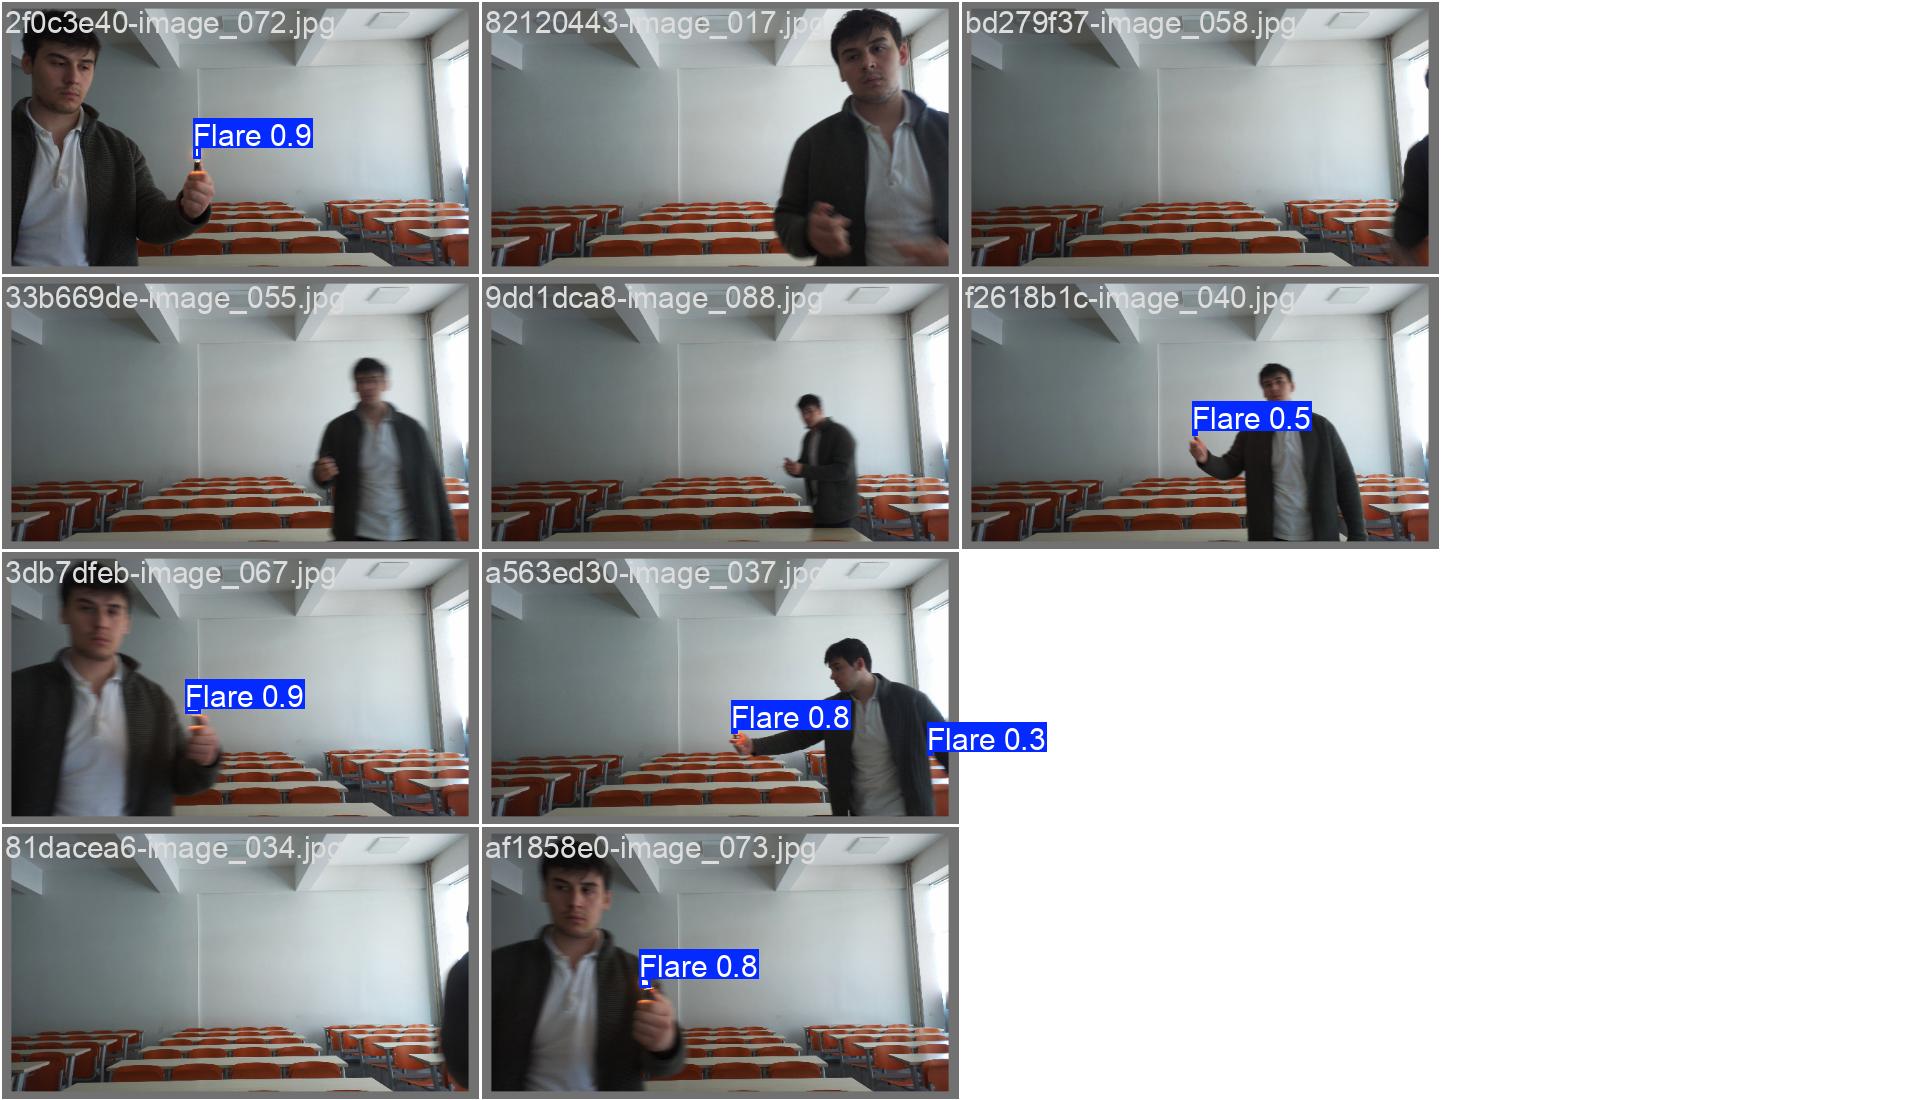 2f0c3e40-image_072.jpg
82120443-image_017.jpg
bd279f37-image_058.jpg
Flare 0.9
33b669de-image_055.jpg
9dd1dca8-image_088.jpg
f2618b1c-image_040.jpg
Flare 0.5
3db7dfeb-image_067.jpg
a563ed30-image_037.jpg
Flare 0.9
Flare 0.8
Flare 0.3
81dacea6-image_034.jpg
af1858e0-image_073.jpg
Flare 0.8